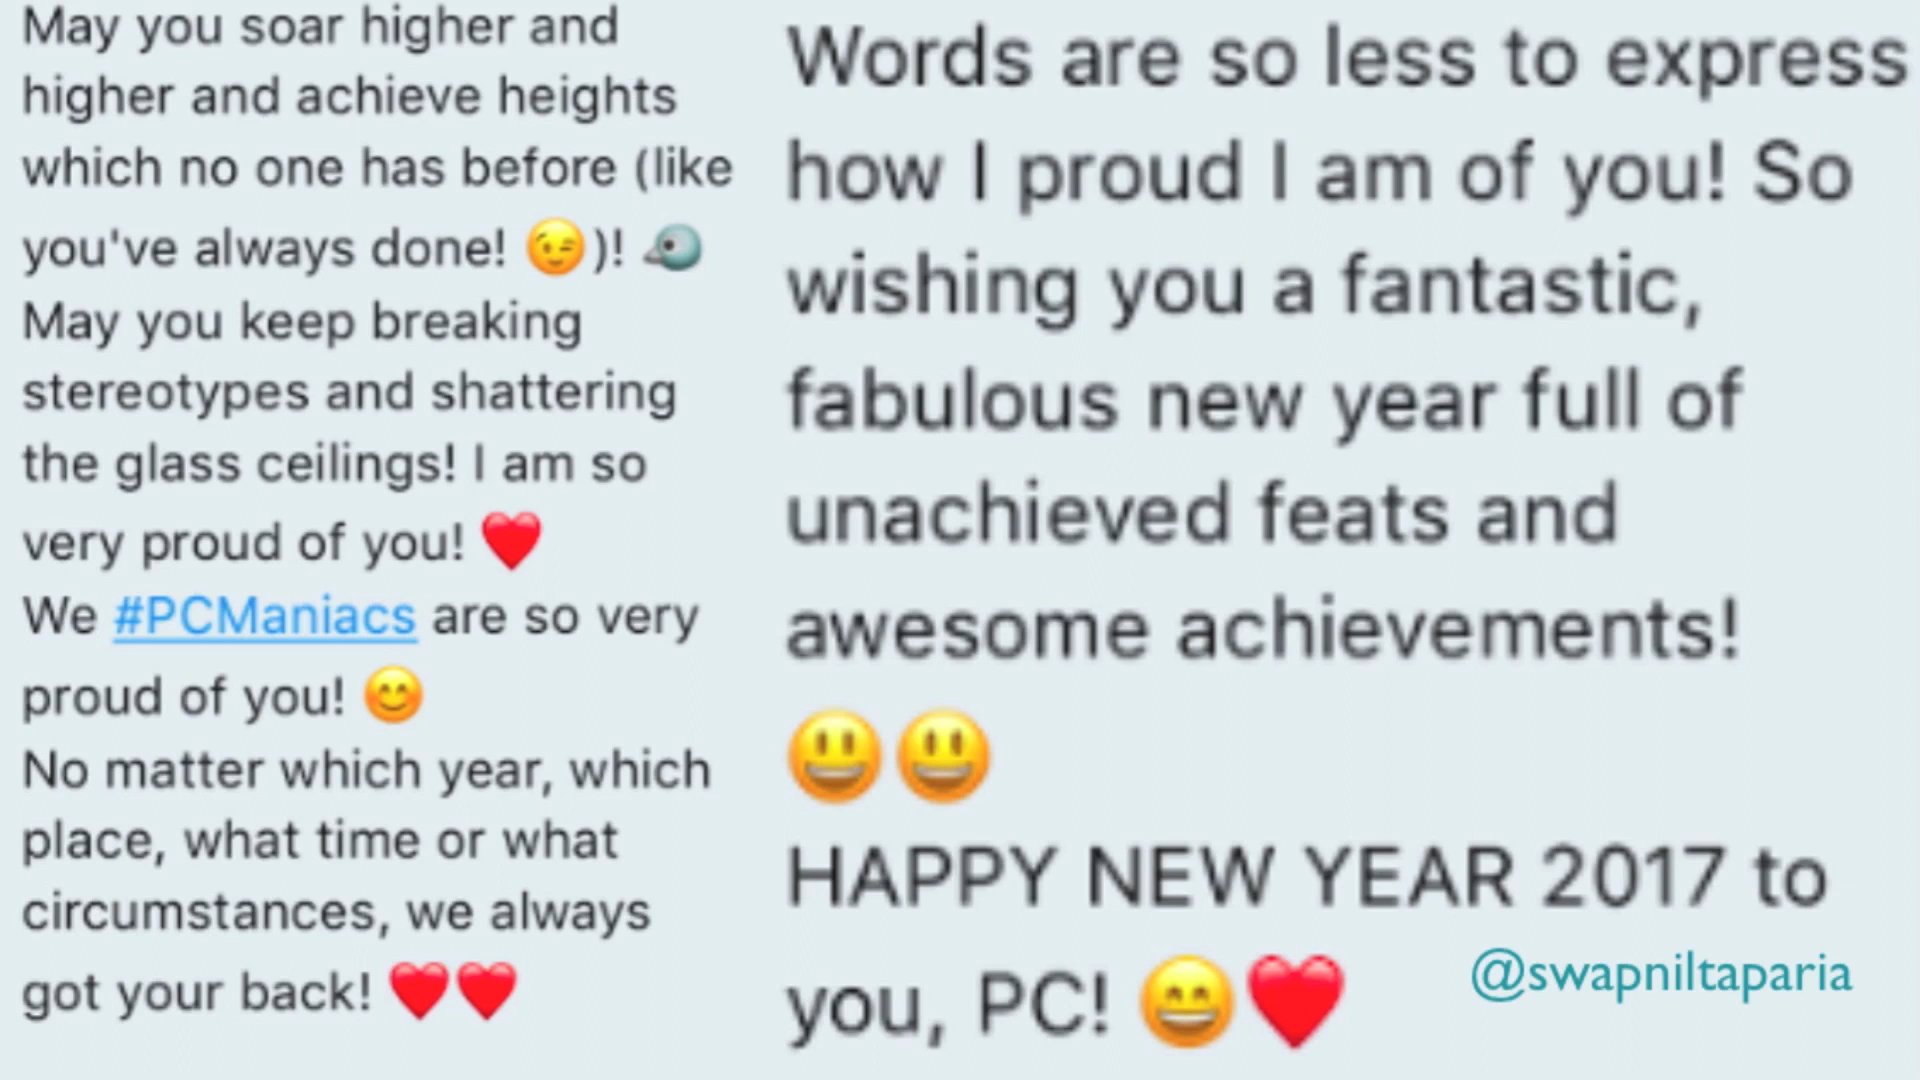 May you soar higher and
higher and achieve heights
which no one has before (like
you've always done! 😉)! 🐦
May you keep breaking
stereotypes and shattering
the glass ceilings! I am so
very proud of you! ❤️
We #PCManiacs are so very
proud of you! 😊
No matter which year, which
place, what time or what
circumstances, we always
got your back! ❤️❤️
Words are so less to express
how I proud I am of you! So
wishing you a fantastic,
fabulous new year full of
unachieved feats and
awesome achievements!
😃😃
HAPPY NEW YEAR 2017 to
you, PC! 😄❤️
@swapniltaparia